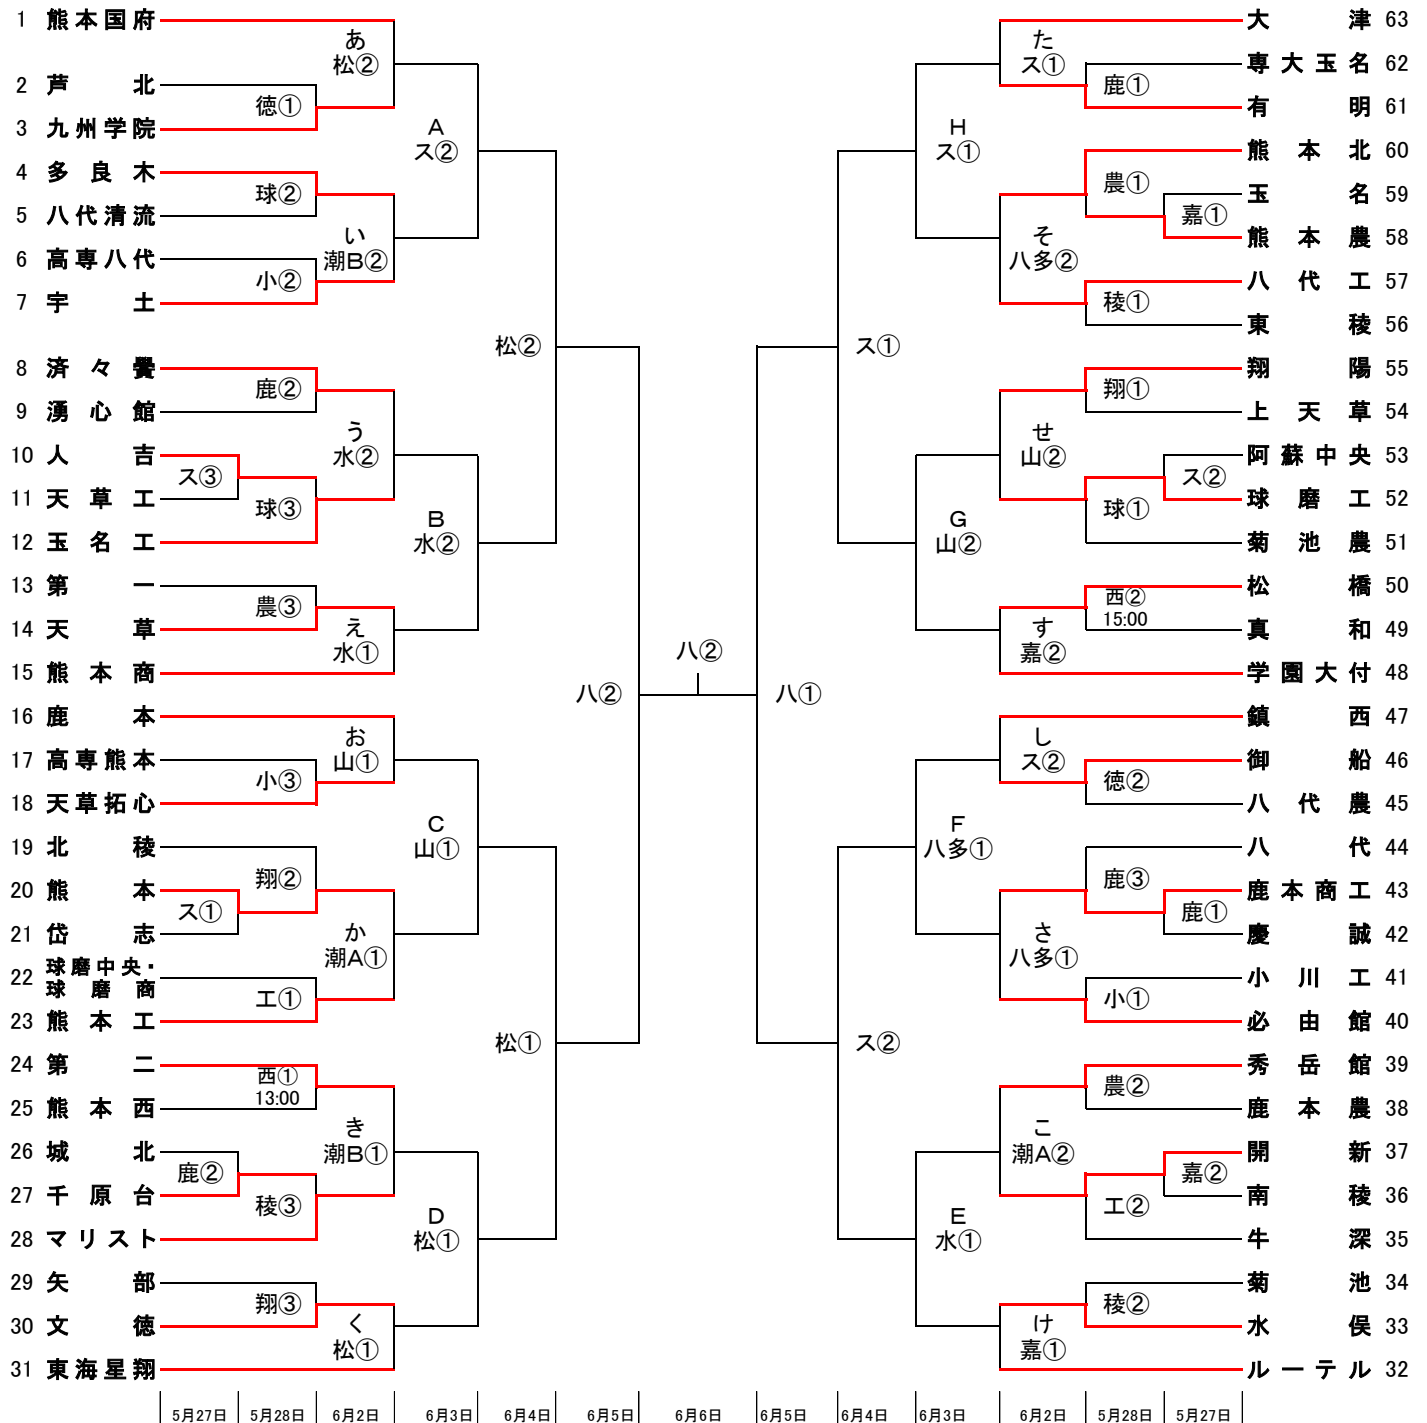 1 熊本国府
2 芦北
3 九州学院
4 多良木
5 八代清流
6 高専八代
7 宇土
8 済々黌
9 湧心館
10 人吉
11 天草工
12 玉名工
13 第一
14 天草
15 熊本商
16 鹿本
17 高専熊本
18 天草拓心
19 北稜
20 熊本
21 岱志
22 球磨中央・
球磨商
23 熊本工
24 第二
25 熊本西
26 城北
27 千原台
28 マリスト
29 矢部
30 文徳
31 東海星翔
ス③
ス①
鹿②
徳①
球②
小②
鹿②
球③
農③
小③
翔②
工①
西①
13:00
稜③
翔③
あ
松②
い
潮B②
う
水②
え
水①
お
山①
か
潮A①
き
潮B①
く
松①
A
ス②
B
水②
C
山①
D
松①
松②
松①
八②
八②
八①
ス①
ス②
H
ス①
G
山②
F
八多①
E
水①
た
ス①
そ
八多②
せ
山②
す
嘉②
し
ス②
さ
八多①
こ
潮A②
け
嘉①
鹿①
農①
稜①
翔①
球①
西②
15:00
徳②
鹿③
小①
農②
工②
稜②
嘉①
ス②
鹿①
嘉②
大津 63
専大玉名 62
有明 61
熊本北 60
玉名 59
熊本農 58
八代工 57
東稜 56
翔陽 55
上天草 54
阿蘇中央 53
球磨工 52
菊池農 51
松橋 50
真和 49
学園大付 48
鎮西 47
御船 46
八代農 45
八代 44
鹿本商工 43
慶誠 42
小川工 41
必由館 40
秀岳館 39
鹿本農 38
開新 37
南稜 36
牛深 35
菊池 34
水俣 33
ルーテル 32
5月27日 5月28日 6月2日 6月3日 6月4日 6月5日 6月6日 6月5日 6月4日 6月3日 6月2日 5月28日 5月27日